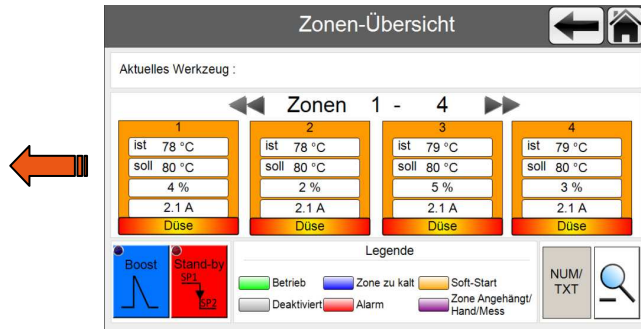 Zonen-Übersicht
Aktuelles Werkzeug :
Zonen 1 - 4
1 2 3 4
ist 78 °C ist 78 °C ist 79 °C ist 79 °C
soll 80 °C soll 80 °C soll 80 °C soll 80 °C
4 % 2 % 5 % 3 %
2.1 A 2.1 A 2.1 A 2.1 A
Düse Düse Düse Düse
Boost
Stand-by
SP1
SP2
Legende
Betrieb Zone zu kalt Soft-Start
Deaktiviert Alarm Zone Angehängt/
Hand/Mess
NUM/
TXT